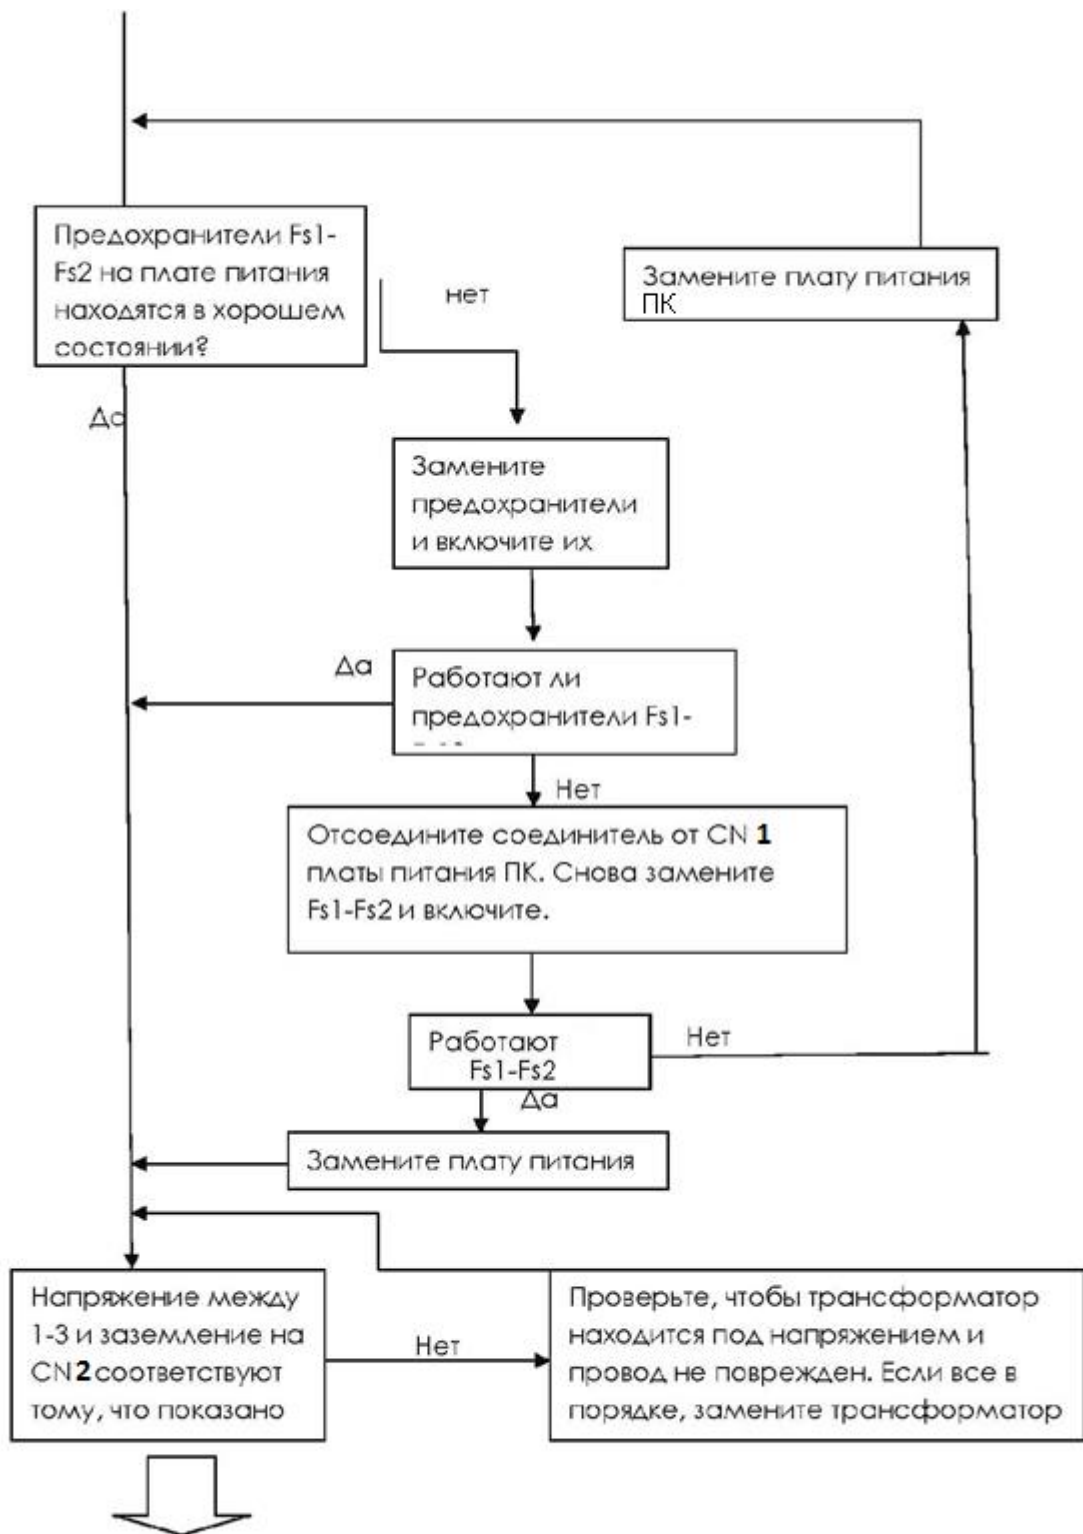 Предохранители Fs1-
Fs2 на плате питания
находятся в хорошем
состоянии?
нет
Замените плату питания
ПК
Да
Замените
предохранители
и включите их
Да
Работают ли
предохранители Fs1-
Нет
Отсоедините соединитель от CN 1
платы питания ПК. Снова замените
Fs1-Fs2 и включите.
Работают
Fs1-Fs2
Нет
Да
Замените плату питания
Напряжение между
1-3 и заземление на
CN 2 соответствуют
тому, что показано
Нет
Проверьте, чтобы трансформатор
находится под напряжением и
провод не поврежден. Если все в
порядке, замените трансформатор